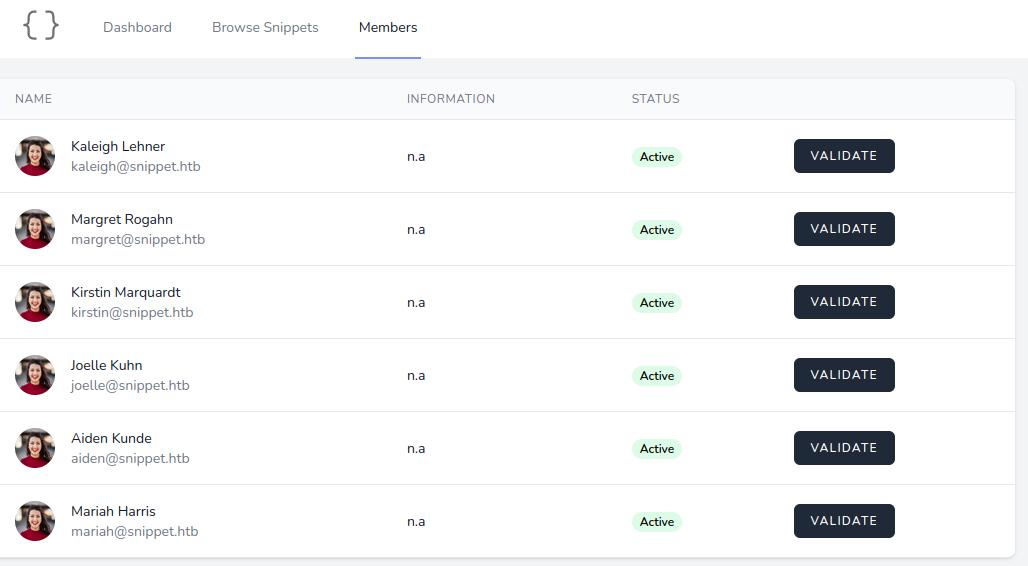 { }
Dashboard Browse Snippets Members
NAME INFORMATION STATUS
Kaleigh Lehner
kaleigh@snippet.htb
n.a Active VALIDATE
Margret Rogahn
margret@snippet.htb
n.a Active VALIDATE
Kirstin Marquardt
kirstin@snippet.htb
n.a Active VALIDATE
Joelle Kuhn
joelle@snippet.htb
n.a Active VALIDATE
Aiden Kunde
aiden@snippet.htb
n.a Active VALIDATE
Mariah Harris
mariah@snippet.htb
n.a Active VALIDATE